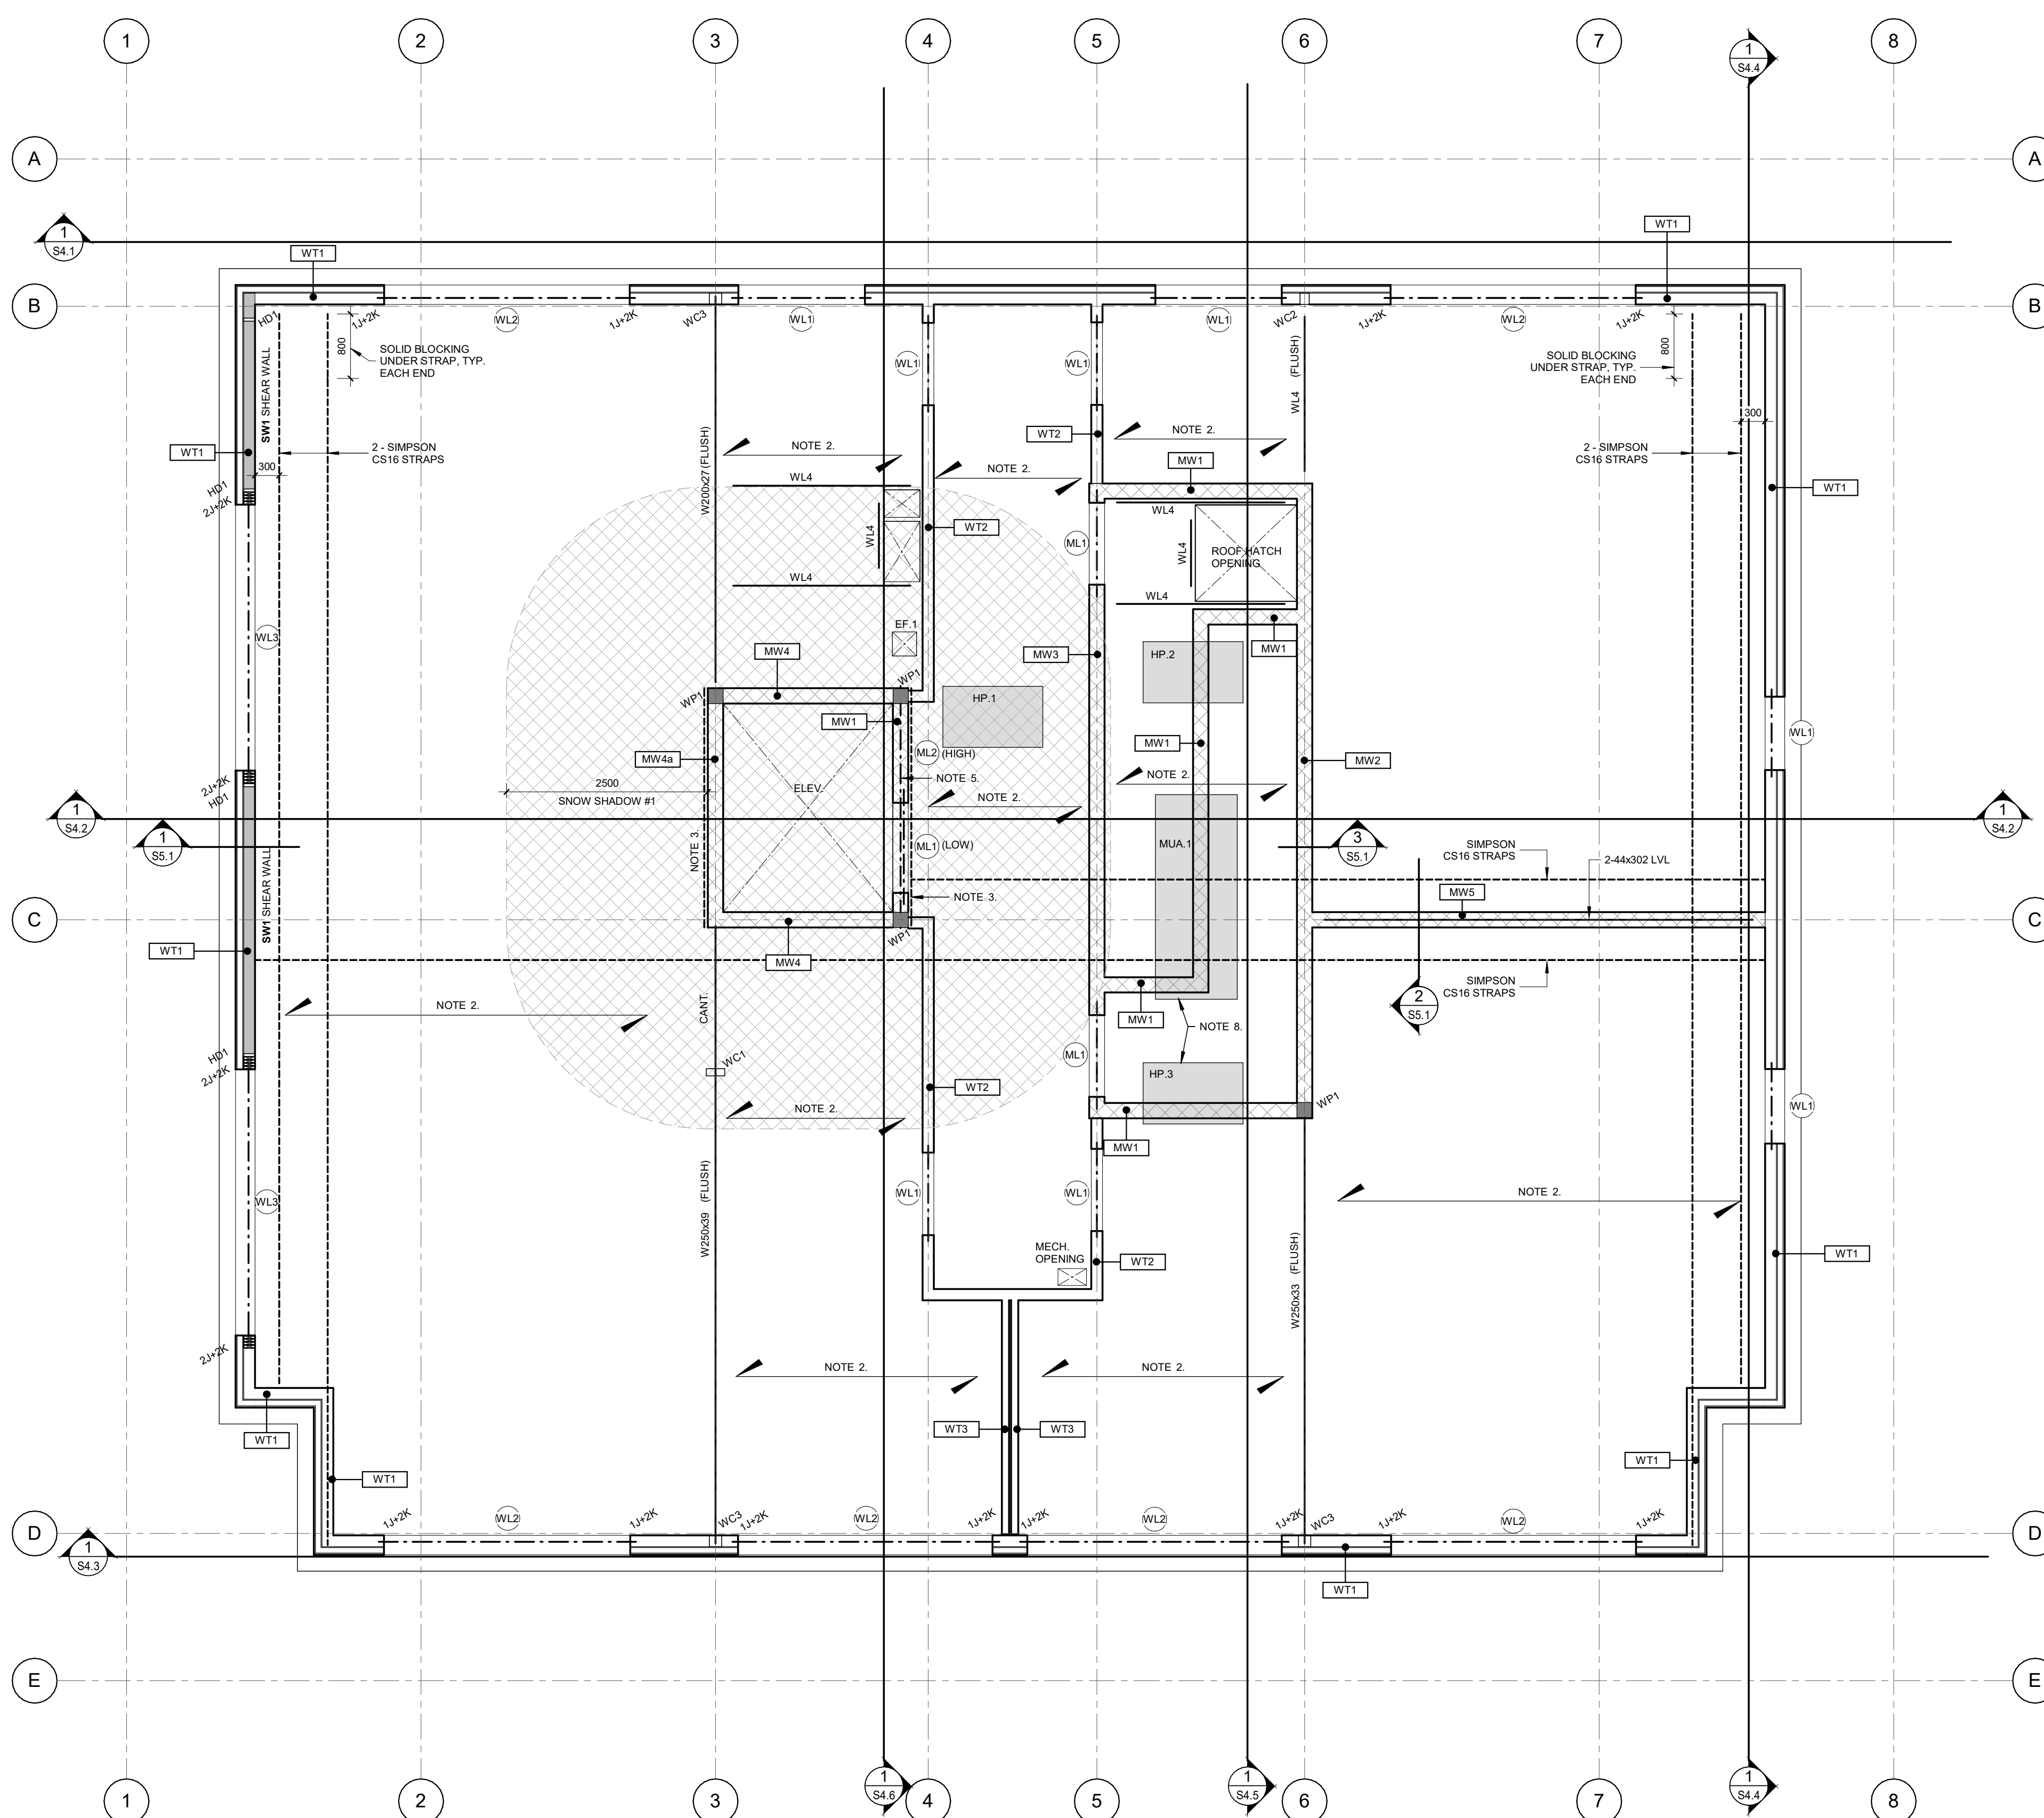 1
2
3
4
5
6
7
8
1
S4.4
A
A
1
S4.1
WT1
WT1
B
B
HD1
1J+2K
WL2
1J+2K
WC3
WL1
WL1
WC2
1J+2K
WL2
1J+2K
800
SOLID BLOCKING
UNDER STRAP, TYP.
EACH END
WL1
WL1
WL4 (FLUSH)
SOLID BLOCKING
UNDER STRAP, TYP.
EACH END
800
SW1 SHEAR WALL
300
WT1
2 - SIMPSON
CS16 STRAPS
300
W200x27 (FLUSH)
NOTE 2.
WT2
NOTE 2.
2 - SIMPSON
CS16 STRAPS
NOTE 2.
MW1
WT1
HD1
2J+2K
WL4
WL4
WL4
WT2
ML1
WL4
WL4
ROOF HATCH
OPENING
WL4
WL3
EF.1
MW4
MW3
HP.2
MW1
WP1
WP1
HP.1
MW1
MW4a
ML2
(HIGH)
MW1
MW2
WL1
NOTE 5.
NOTE 2.
2J+2K
HD1
2500
SNOW SHADOW #1
ELEV.
NOTE 2.
1
S4.2
1
S4.2
1
S5.1
NOTE 3.
ML1
(LOW)
MUA.1
3
S5.1
SIMPSON
CS16 STRAPS
2-44x302 LVL
SW1 SHEAR WALL
NOTE 3.
MW5
C
C
WT1
WP1
MW4
SIMPSON
CS16 STRAPS
NOTE 2.
CANT.
2
S5.1
MW1
NOTE 8.
HD1
2J+2K
WC1
ML1
HP.3
WT2
WP1
WL1
NOTE 2.
MW1
WL3
W250x39 (FLUSH)
WL1
WL1
NOTE 2.
MECH.
OPENING
WT2
W250x33 (FLUSH)
WT1
2J+2K
NOTE 2.
NOTE 2.
WT1
WT3
WT3
WT1
WT1
D
D
1J+2K
WL2
1J+2K
WC3
1J+2K
WL2
1J+2K
1J+2K
WL2
1J+2K
WC3
1J+2K
WL2
1J+2K
1
S4.3
WT1
E
E
1
S4.6
1
S4.5
1
S4.4
1
2
3
4
5
6
7
8